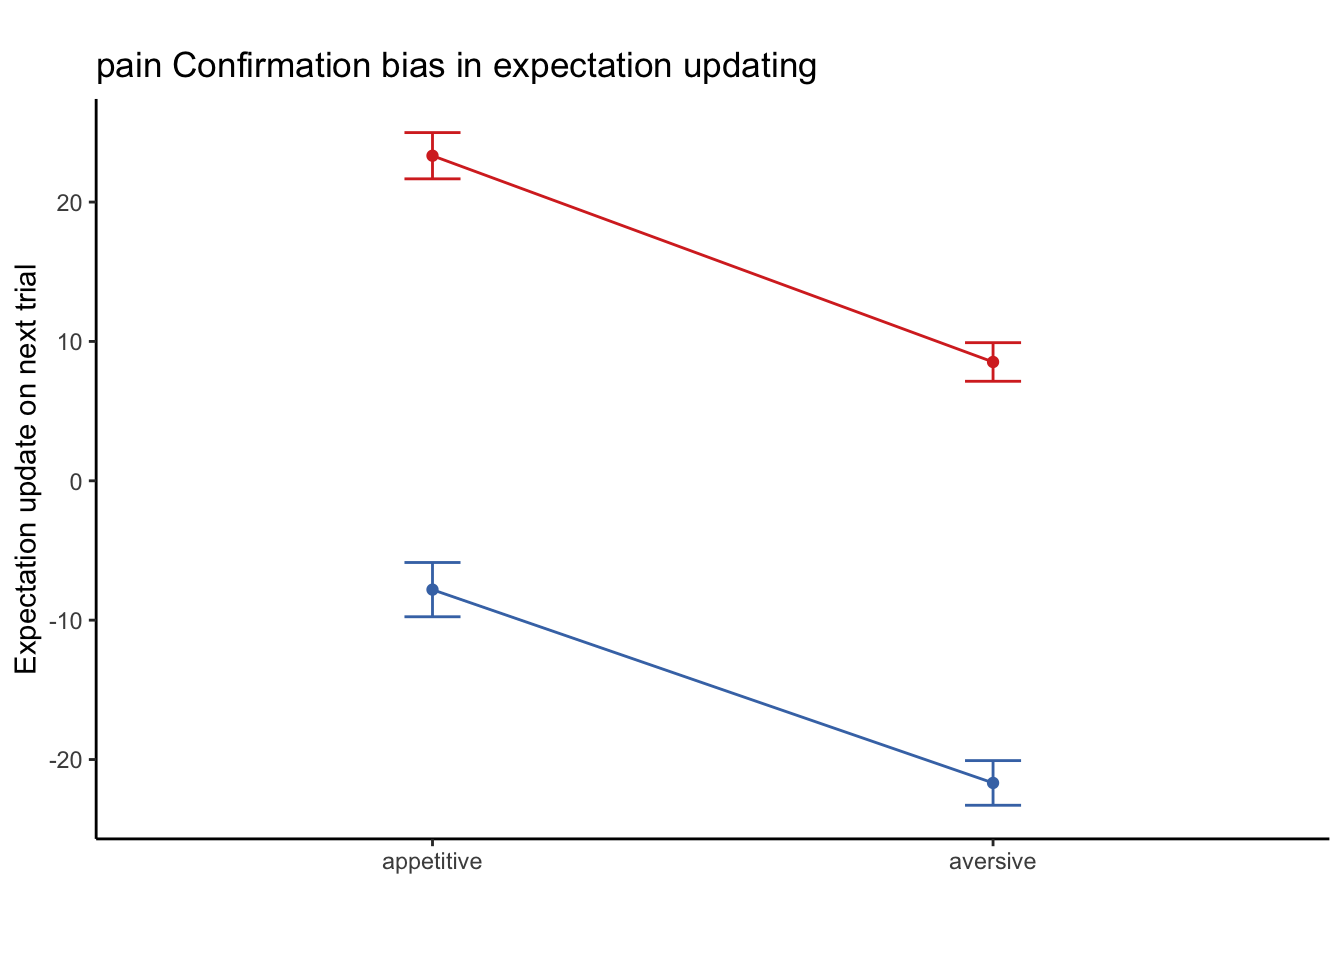 pain Confirmation bias in expectation updating
Expectation update on next trial
20
10
0
-10
-20
appetitive
aversive